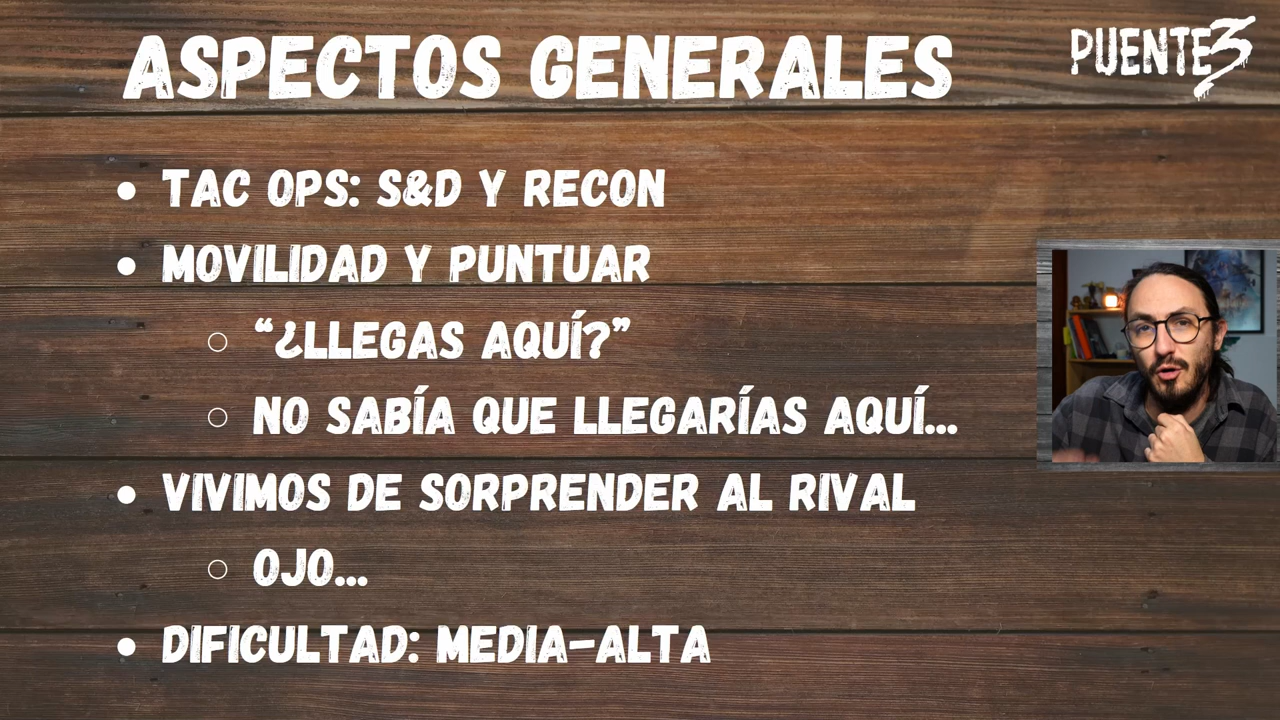 ASPECTOS GENERALES
PUENTE3
• TAC OPS: S&D Y RECON
• MOVILIDAD Y PUNTUAR
○ “¿LLEGAS AQUÍ?”
○ NO SABÍA QUE LLEGARÍAS AQUÍ...
• VIVIMOS DE SORPRENDER AL RIVAL
○ OJO...
• DIFICULTAD: MEDIA-ALTA